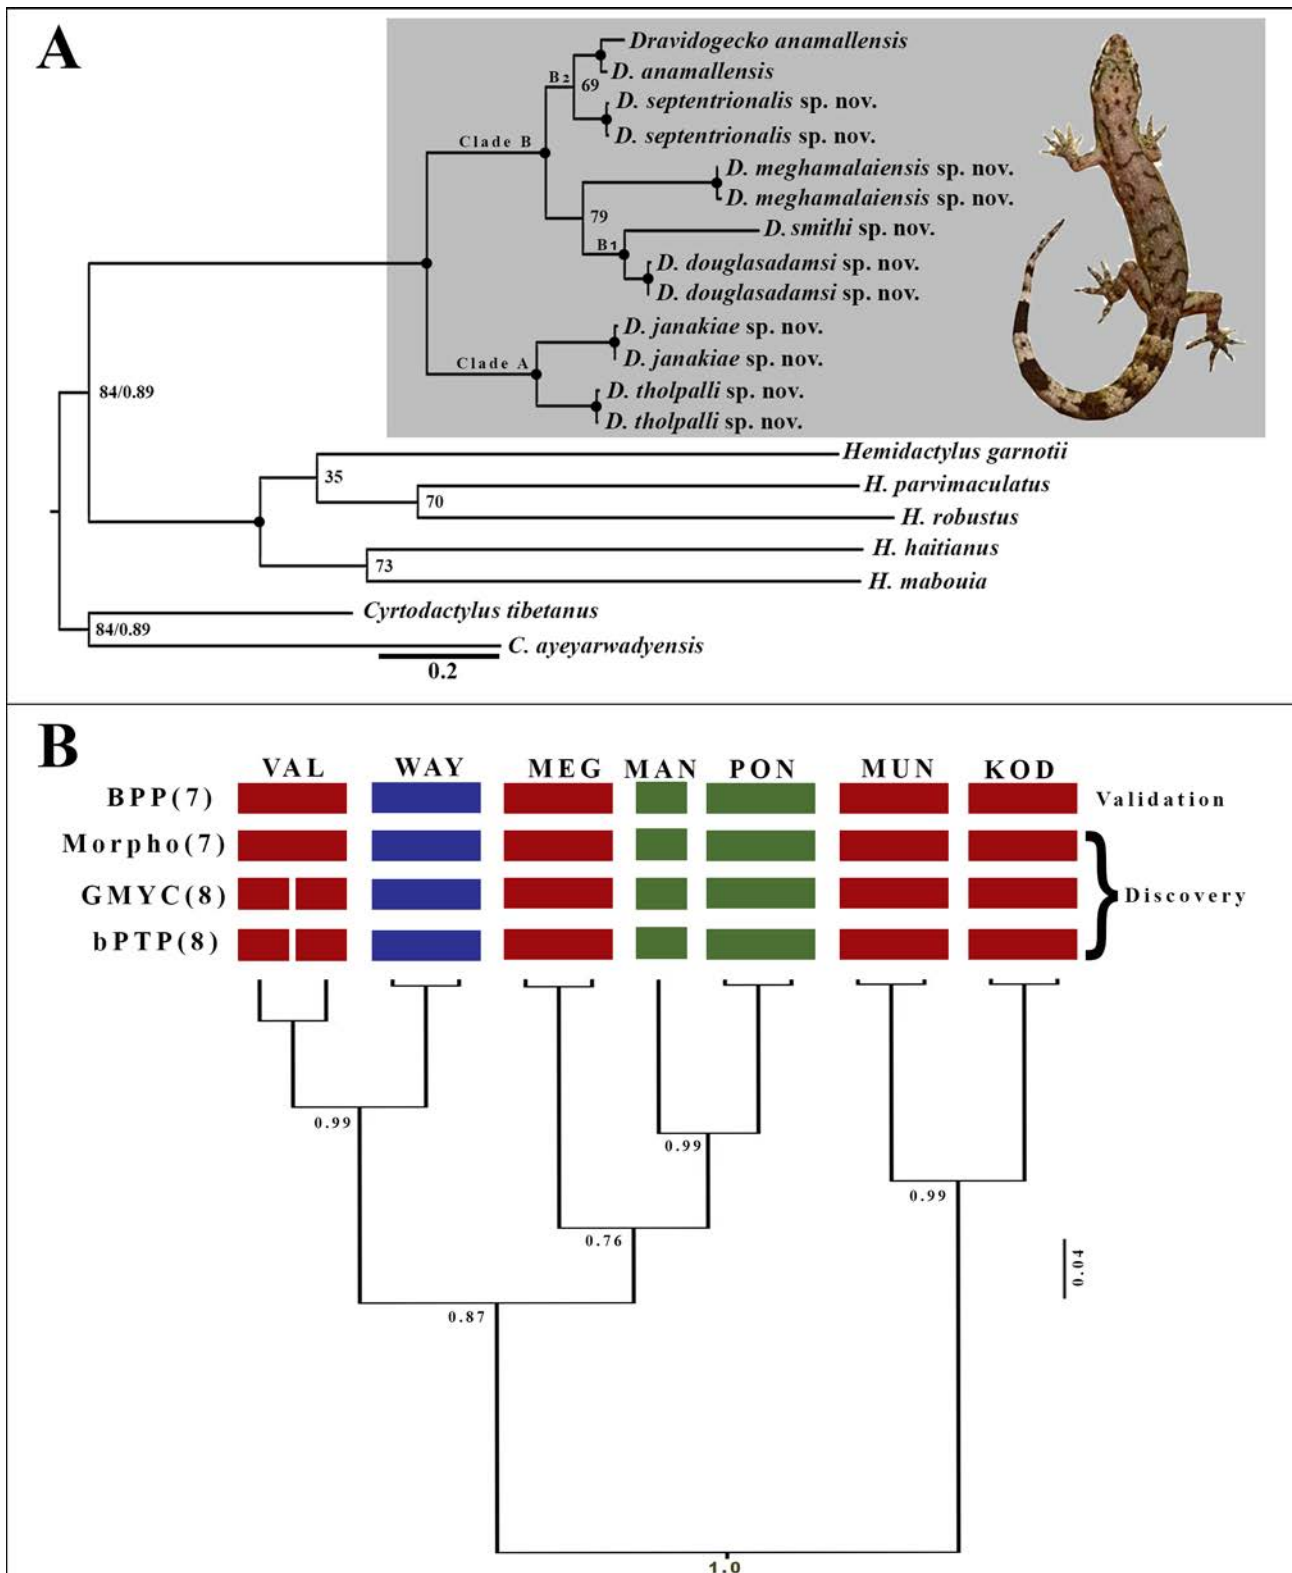 A
Dravidogecko anamallensis
B2
D. anamallensis
69
D. septentrionalis sp. nov.
D. septentrionalis sp. nov.
Clade B
D. meghamalaiensis sp. nov.
D. meghamalaiensis sp. nov.
79
D. smithi sp. nov.
B1
D. douglasadamsi sp. nov.
D. douglasadamsi sp. nov.
D. janakiae sp. nov.
D. janakiae sp. nov.
Clade A
D. tholpalli sp. nov.
D. tholpalli sp. nov.
84/0.89
Hemidactylus garnotii
35
H. parvimaculatus
70
H. robustus
H. haitianus
73
H. mabouia
Cyrtodactylus tibetanus
84/0.89
C. ayeyarwadyensis
0.2
B
VAL WAY MEG MAN PON MUN KOD
BPP(7) Validation
Morpho(7)
GMYC(8) Discovery
bPTP(8)
0.99
0.99
0.99
0.76
0.04
0.87
1.0